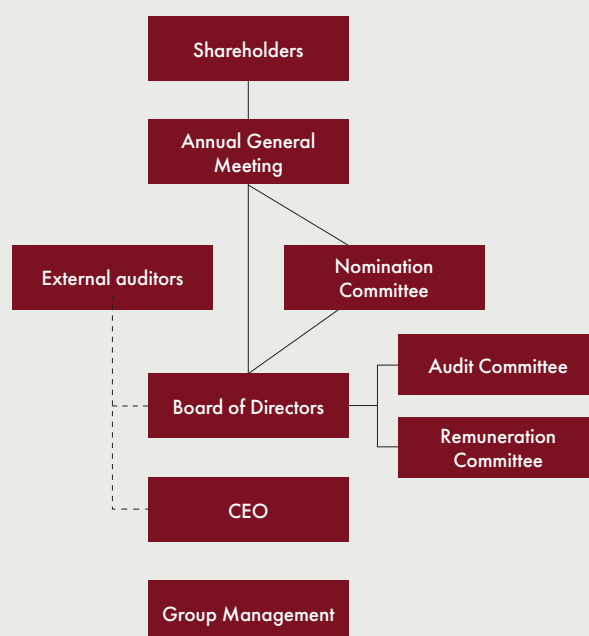 Shareholders
Annual General
Meeting
External auditors
Nomination
Committee
Audit Committee
Board of Directors
Remuneration
Committee
CEO
Group Management